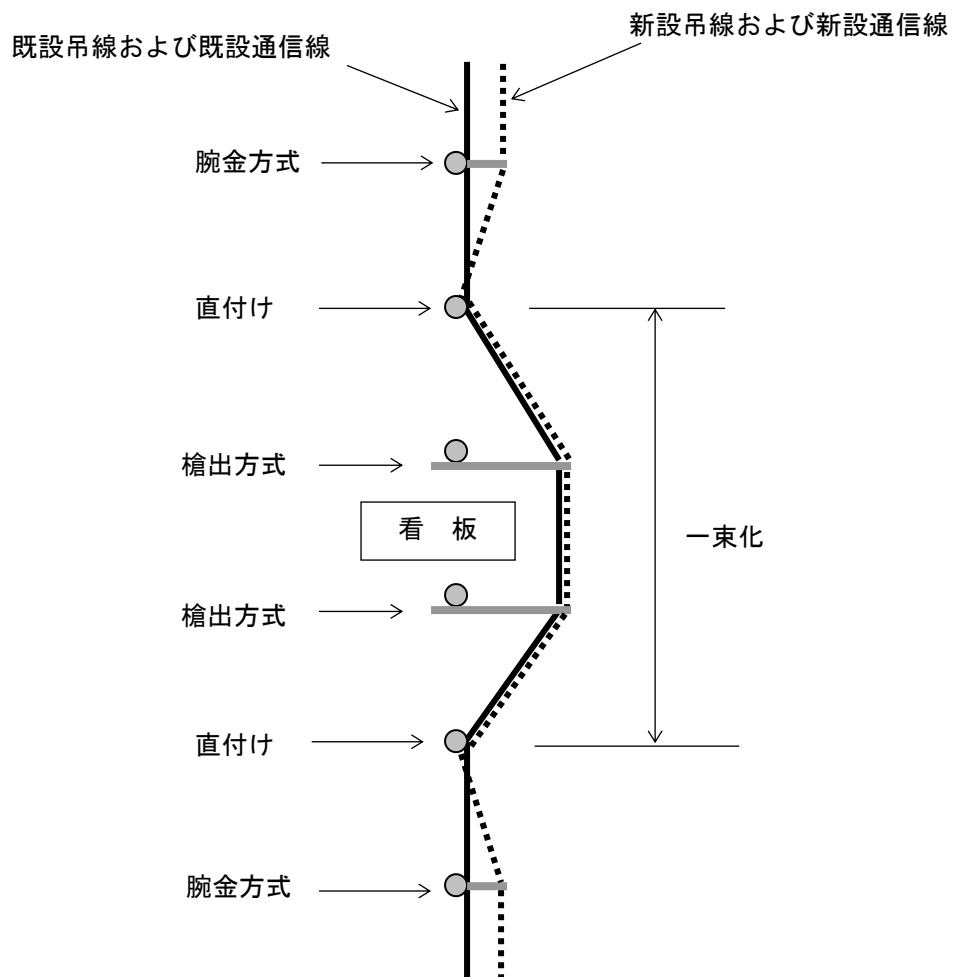 新設吊線および新設通信線
既設吊線および既設通信線
腕金方式
直付け
槍出方式
看 板
一束化
槍出方式
直付け
腕金方式